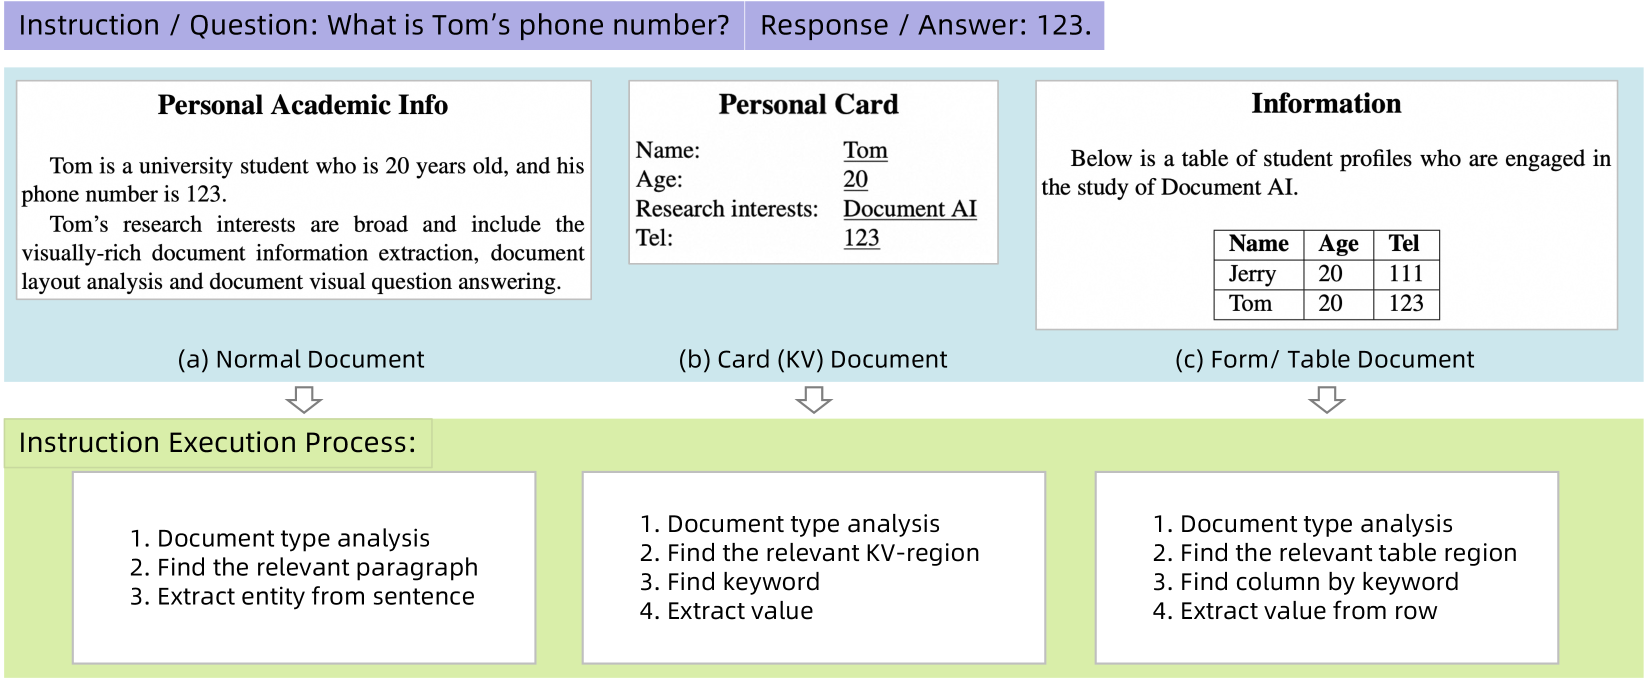 Instruction / Question: What is Tom's phone number? Response / Answer: 123.
Personal Academic Info
Tom is a university student who is 20 years old, and his
phone number is 123.
Tom's research interests are broad and include the
visually-rich document information extraction, document
layout analysis and document visual question answering.
(a) Normal Document
Personal Card
Name: Tom
Age: 20
Research interests: Document AI
Tel: 123
(b) Card (KV) Document
Information
Below is a table of student profiles who are engaged in
the study of Document AI.
Name Age Tel
Jerry 20 111
Tom 20 123
(c) Form/ Table Document
Instruction Execution Process:
1. Document type analysis
2. Find the relevant paragraph
3. Extract entity from sentence
1. Document type analysis
2. Find the relevant KV-region
3. Find keyword
4. Extract value
1. Document type analysis
2. Find the relevant table region
3. Find column by keyword
4. Extract value from row